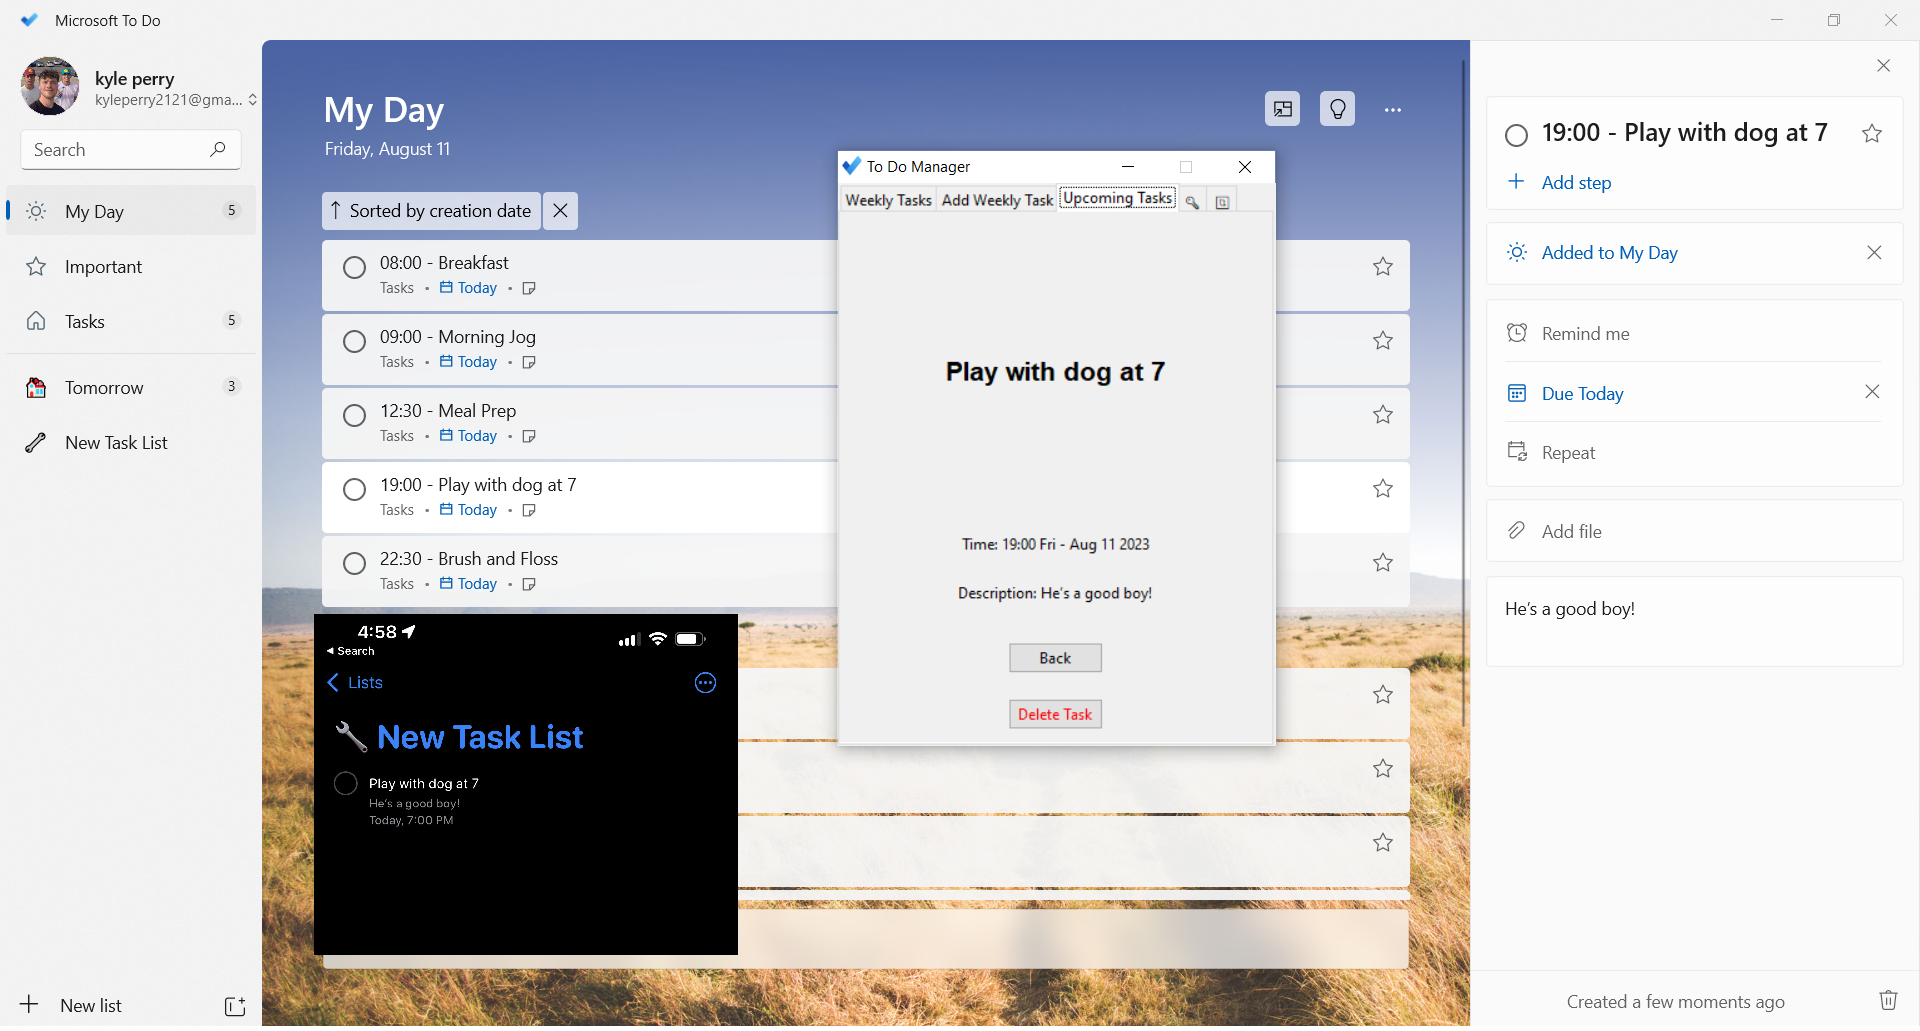 Microsoft To Do
kyle perry
kyleperry2121@gma...
Search
My Day 5
Important
Tasks 5
Tomorrow 3
New Task List
New list
My Day
Friday, August 11
↑ Sorted by creation date
08:00 - Breakfast
Tasks • Today •
09:00 - Morning Jog
Tasks • Today •
12:30 - Meal Prep
Tasks • Today •
19:00 - Play with dog at 7
Tasks • Today •
22:30 - Brush and Floss
Tasks • Today •
4:58
◂ Search
Lists
New Task List
Play with dog at 7
He's a good boy!
Today, 7:00 PM
To Do Manager
Weekly Tasks Add Weekly Task Upcoming Tasks
Play with dog at 7
Time: 19:00 Fri - Aug 11 2023
Description: He's a good boy!
Back
Delete Task
19:00 - Play with dog at 7
Add step
Added to My Day
Remind me
Due Today
Repeat
Add file
He's a good boy!
Created a few moments ago